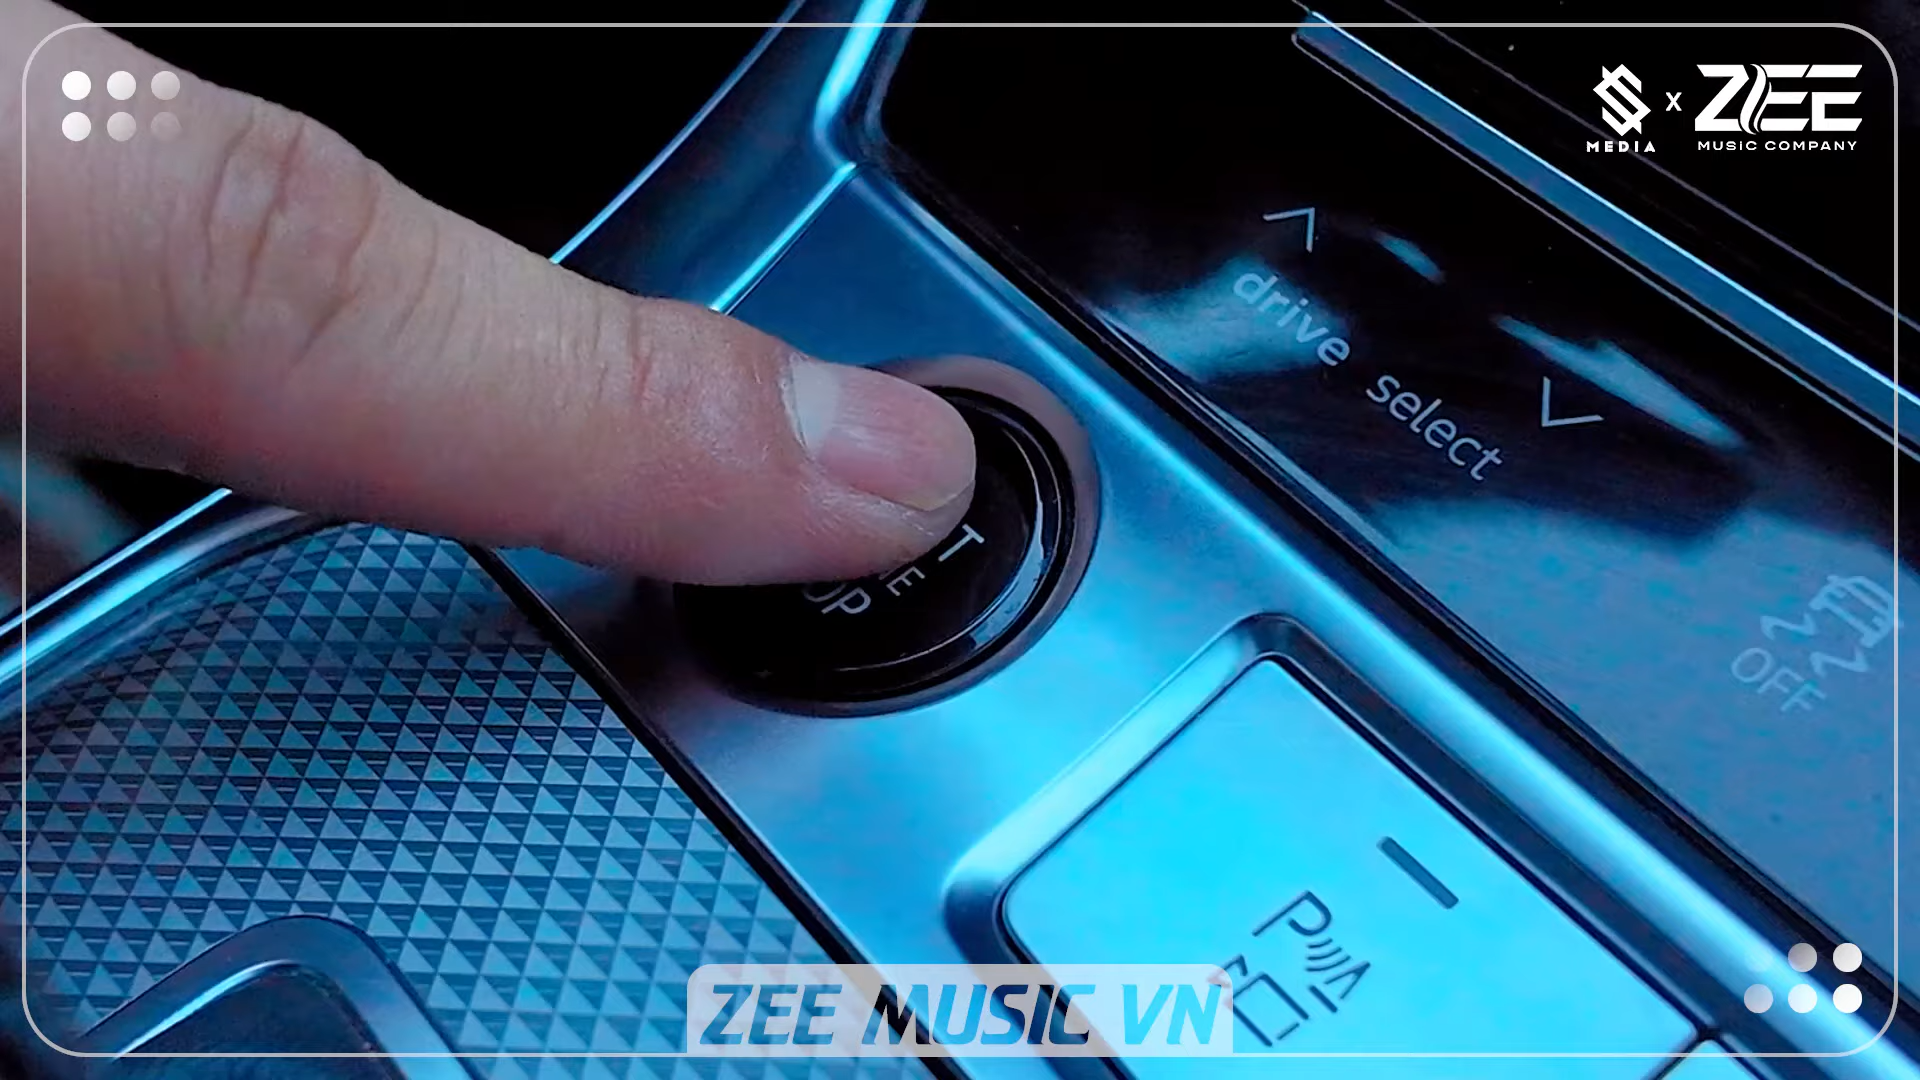 MEDIA
X
ZEE
MUSIC COMPANY
drive select
OFF
P
ZEE MUSIC VN